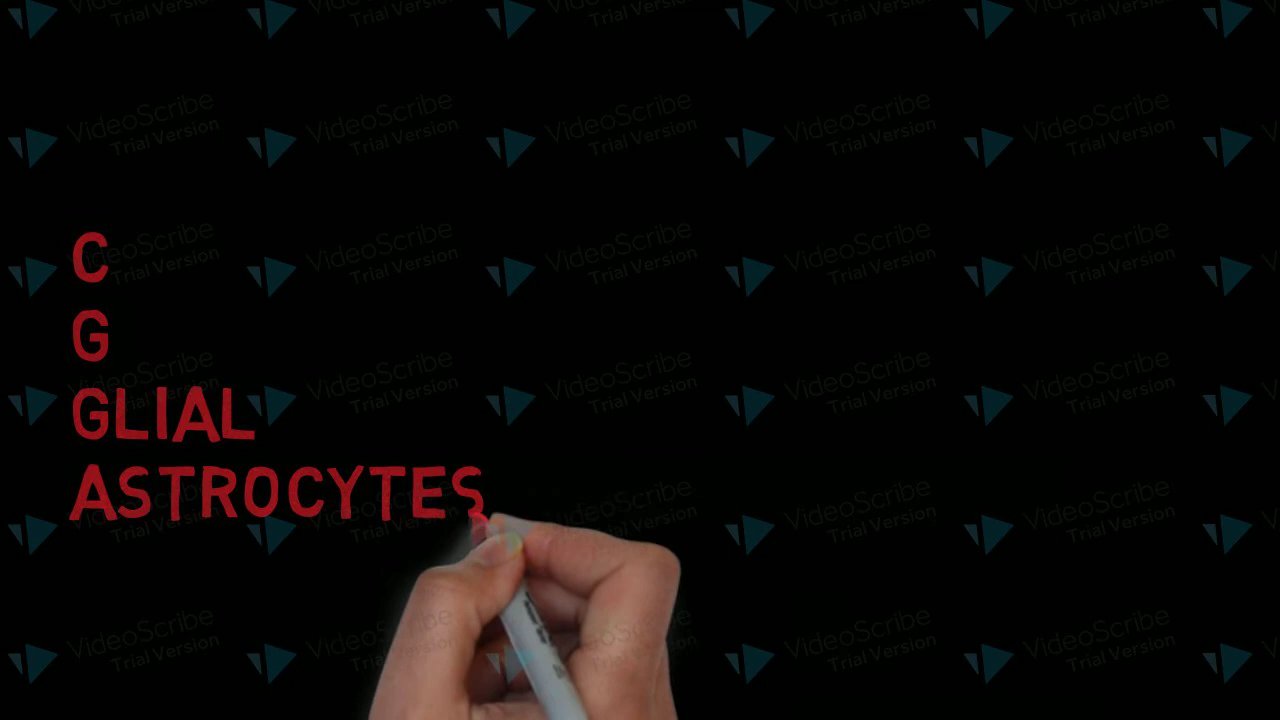 VideoScribe
Trial Version
C
G
GLIAL
ASTROCYTES